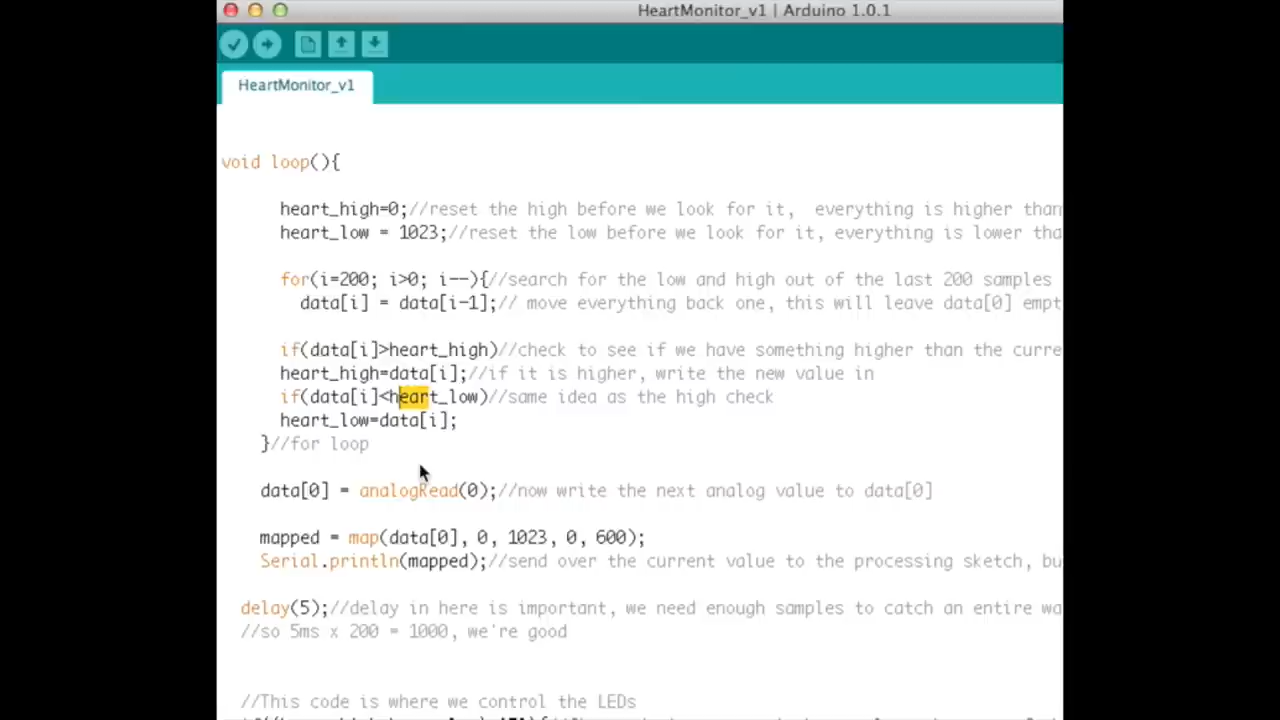 HeartMonitor_v1 | Arduino 1.0.1
HeartMonitor_v1
void loop(){
heart_high=0;//reset the high before we look for it,  everything is higher than
heart_low = 1023;//reset the low before we look for it, everything is lower tha
for(i=200; i>0; i--){//search for the low and high out of the last 200 samples
data[i] = data[i-1];// move everything back one, this will leave data[0] empt
if(data[i]>heart_high)//check to see if we have something higher than the curre
heart_high=data[i];//if it is higher, write the new value in
if(data[i]<heart_low)//same idea as the high check
heart_low=data[i];
}//for loop
data[0] = analogRead(0);//now write the next analog value to data[0]
mapped = map(data[0], 0, 1023, 0, 600);
Serial.println(mapped);//send over the current value to the processing sketch, bu
delay(5);//delay in here is important, we need enough samples to catch an entire wa
//so 5ms x 200 = 1000, we're good
//This code is where we control the LEDs